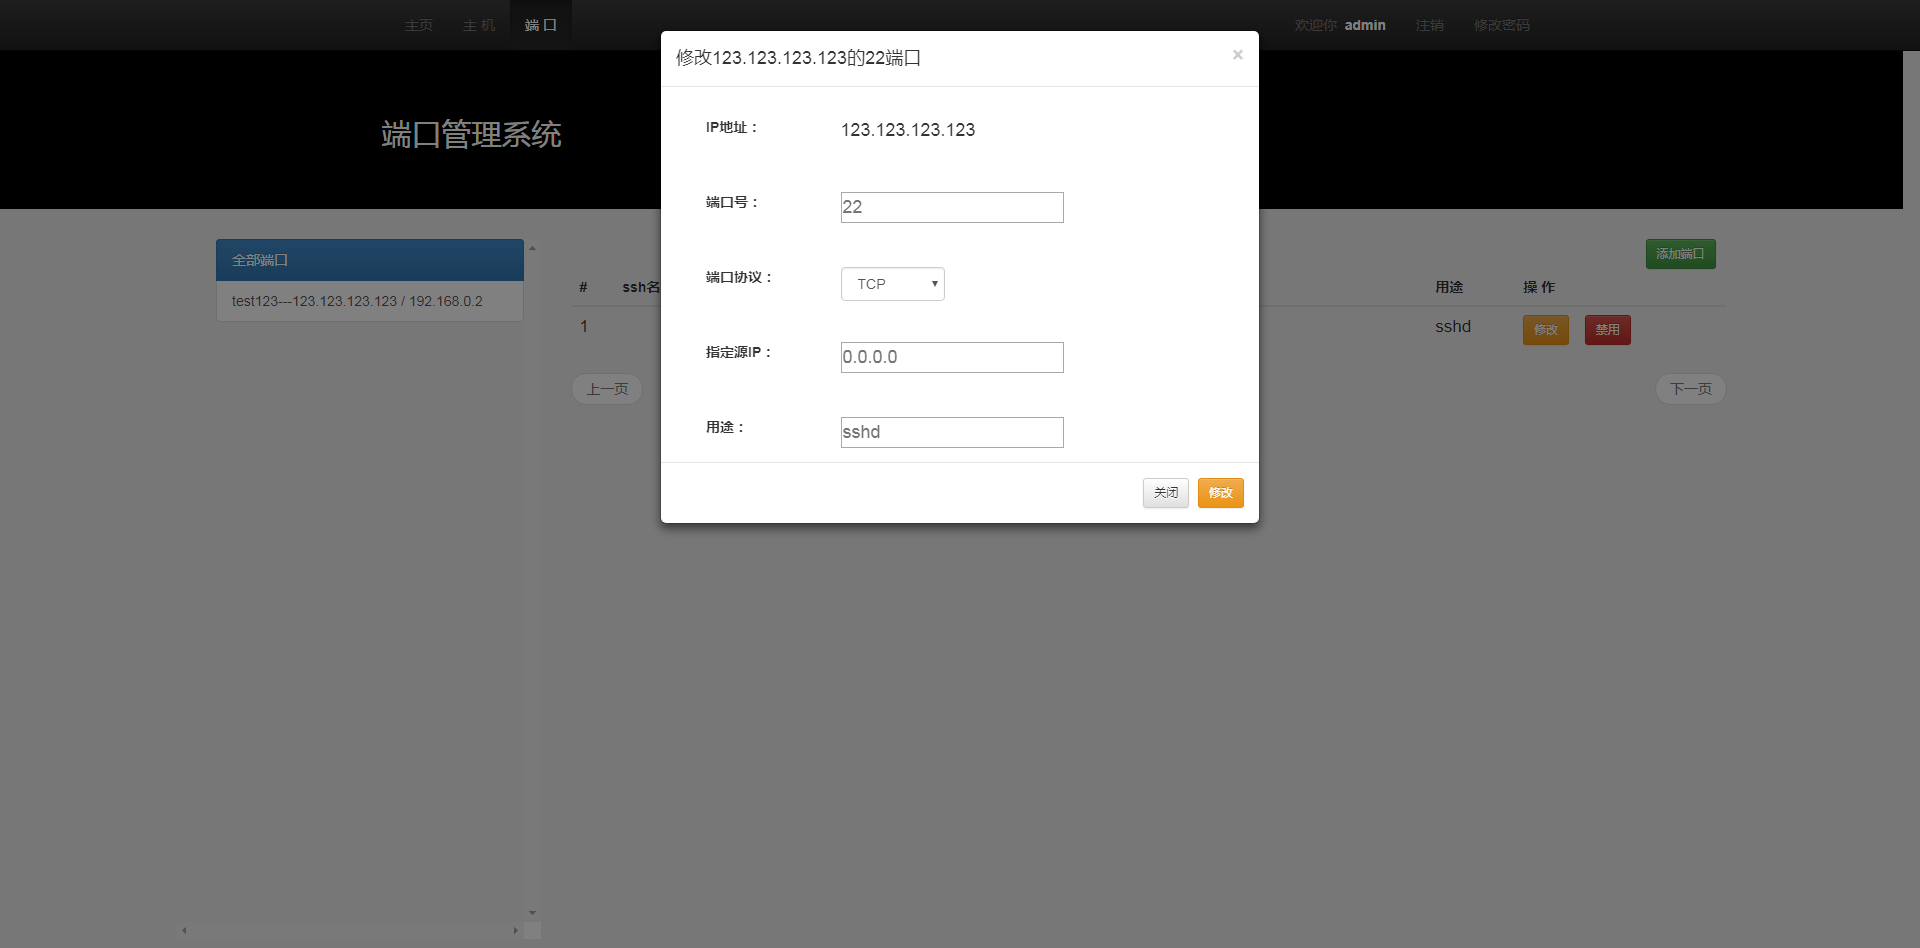 主页 主 机 端 口 欢迎你 admin 注销 修改密码
端口管理系统
全部端口
test123---123.123.123.123 / 192.168.0.2
添加端口
# ssh名 用途 操 作
1 sshd 修改 禁用
上一页 下一页
修改123.123.123.123的22端口 ×
IP地址： 123.123.123.123
端口号： 22
端口协议： TCP
指定源IP： 0.0.0.0
用途： sshd
关闭 修改